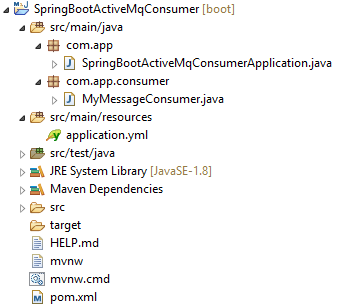 SpringBootActiveMqConsumer [boot]
src/main/java
com.app
SpringBootActiveMqConsumerApplication.java
com.app.consumer
MyMessageConsumer.java
src/main/resources
application.yml
src/test/java
JRE System Library [JavaSE-1.8]
Maven Dependencies
src
target
HELP.md
mvnw
mvnw.cmd
pom.xml